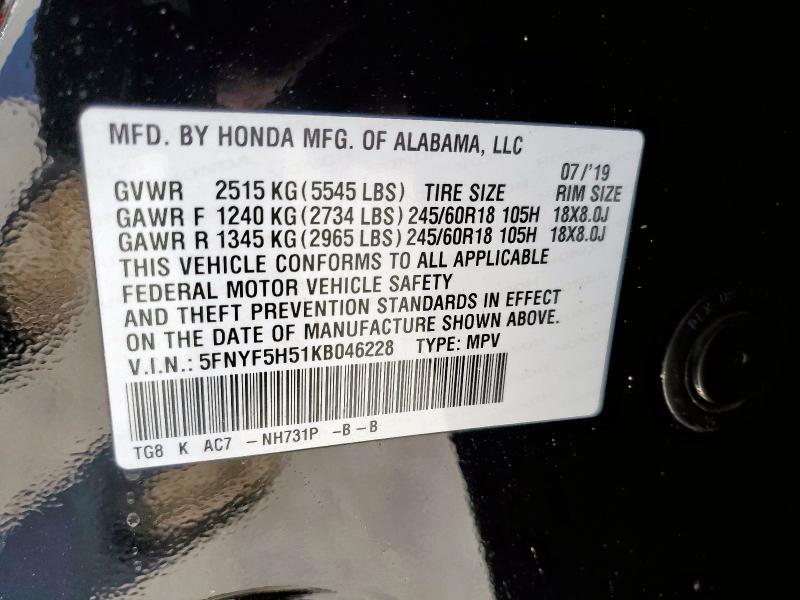 MFD. BY HONDA MFG. OF ALABAMA, LLC
07/'19
GVWR 2515 KG (5545 LBS) TIRE SIZE RIM SIZE
GAWR F 1240 KG (2734 LBS) 245/60R18 105H 18X8.0J
GAWR R 1345 KG (2965 LBS) 245/60R18 105H 18X8.0J
THIS VEHICLE CONFORMS TO ALL APPLICABLE
FEDERAL MOTOR VEHICLE SAFETY
AND THEFT PREVENTION STANDARDS IN EFFECT
ON THE DATE OF MANUFACTURE SHOWN ABOVE.
V.I.N.: 5FNYF5H51KB046228 TYPE: MPV
TG8 K AC7 -NH731P -B-B